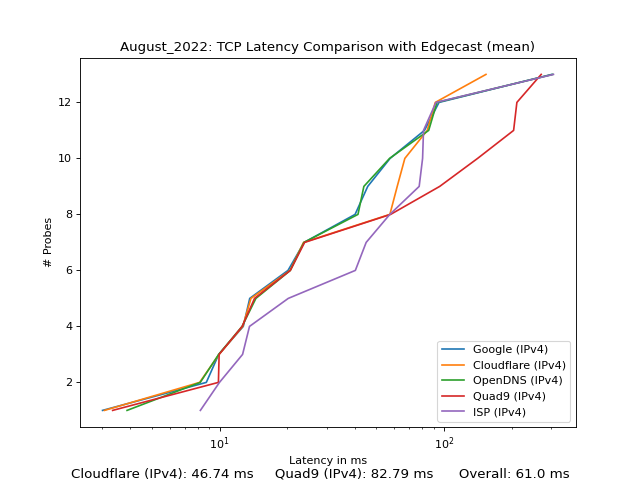 August_2022: TCP Latency Comparison with Edgecast (mean)
12
10
8
6
4
2
# Probes
Google (IPv4)
Cloudflare (IPv4)
OpenDNS (IPv4)
Quad9 (IPv4)
ISP (IPv4)
10¹ 10²
Latency in ms
Cloudflare (IPv4): 46.74 ms Quad9 (IPv4): 82.79 ms Overall: 61.0 ms